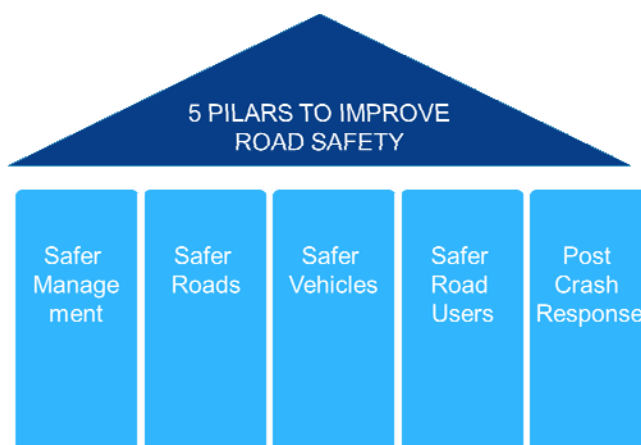 5 PILARS TO IMPROVE
ROAD SAFETY
Safer
Manage
ment
Safer
Roads
Safer
Vehicles
Safer
Road
Users
Post
Crash
Response